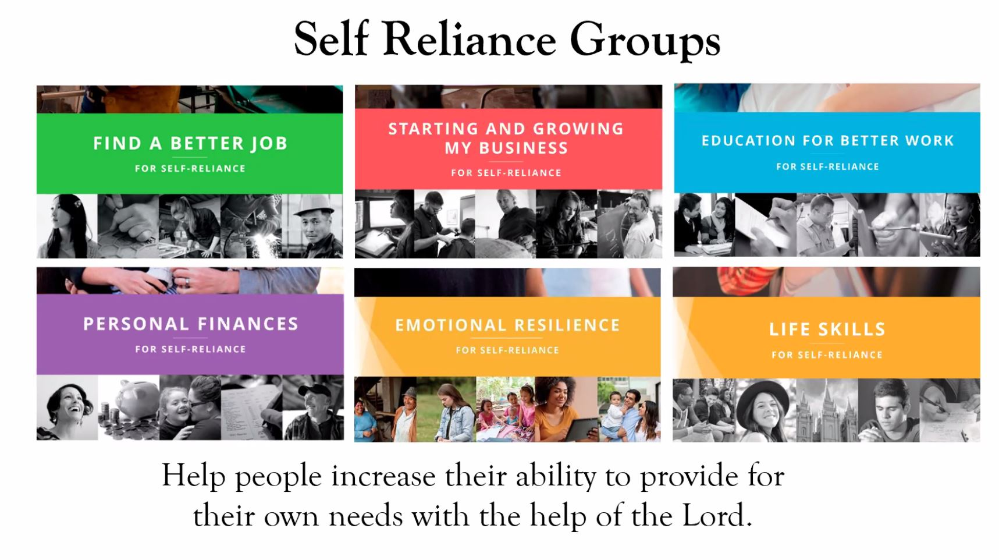 Self Reliance Groups
FIND A BETTER JOB
FOR SELF-RELIANCE
STARTING AND GROWING
MY BUSINESS
FOR SELF-RELIANCE
EDUCATION FOR BETTER WORK
FOR SELF-RELIANCE
PERSONAL FINANCES
FOR SELF-RELIANCE
EMOTIONAL RESILIENCE
FOR SELF-RELIANCE
LIFE SKILLS
FOR SELF-RELIANCE
Help people increase their ability to provide for
their own needs with the help of the Lord.